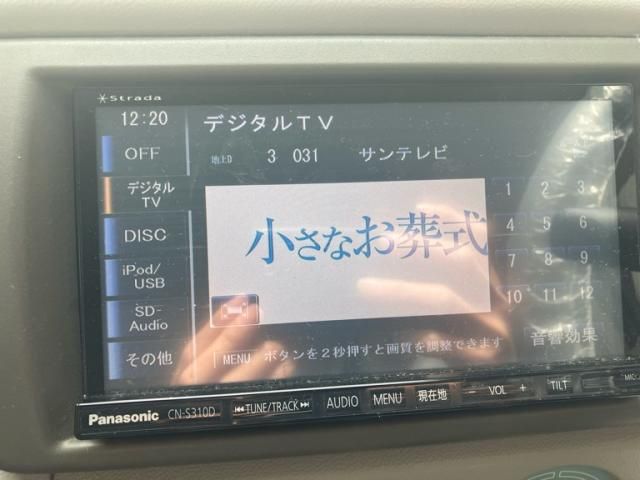 Strada
12:20 デジタルTV
OFF
地上D 3 031 サンテレビ
デジタル
TV
1 2 3
DISC
小さなお葬式
4 5 6
iPod/
USB
7 8 9
SD-
Audio
10 11 12
音響効果
その他
MENU ボタンを2秒押すと画質を調整できます
Panasonic CN-S310D TUNE/TRACK AUDIO MENU 現在地 - VOL + TILT